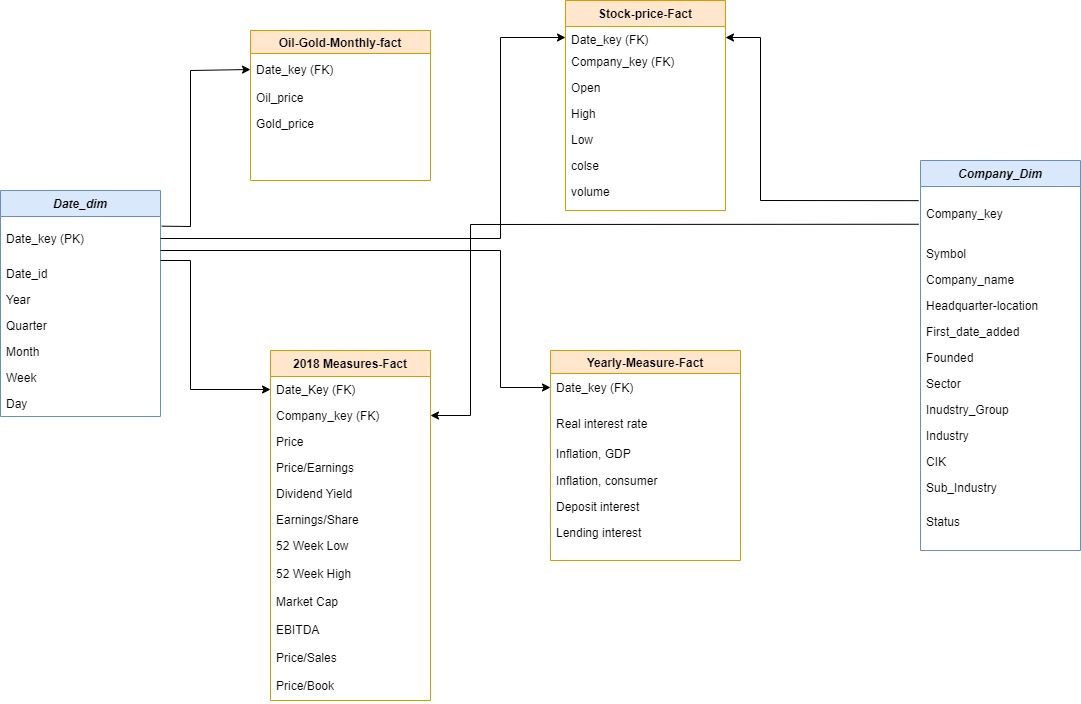 Stock-price-Fact
Date_key (FK)
Company_key (FK)
Open
High
Low
colse
volume
Oil-Gold-Monthly-fact
Date_key (FK)
Oil_price
Gold_price
Company_Dim
Company_key
Symbol
Company_name
Headquarter-location
First_date_added
Founded
Sector
Inudstry_Group
Industry
CIK
Sub_Industry
Status
Date_dim
Date_key (PK)
Date_id
Year
Quarter
Month
Week
Day
2018 Measures-Fact
Date_Key (FK)
Company_key (FK)
Price
Price/Earnings
Dividend Yield
Earnings/Share
52 Week Low
52 Week High
Market Cap
EBITDA
Price/Sales
Price/Book
Yearly-Measure-Fact
Date_key (FK)
Real interest rate
Inflation, GDP
Inflation, consumer
Deposit interest
Lending interest